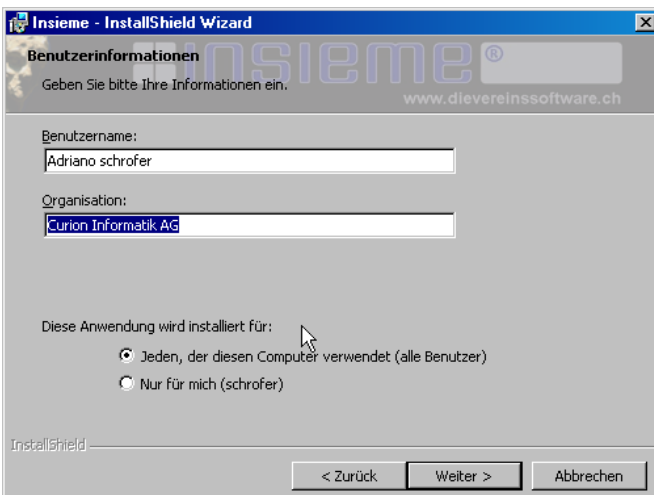 Insieme - InstallShield Wizard
insieme®
Benutzerinformationen
Geben Sie bitte Ihre Informationen ein.
www.dievereinssoftware.ch
Benutzername:
Adriano schrofer
Organisation:
Curion Informatik AG
Diese Anwendung wird installiert für:
Jeden, der diesen Computer verwendet (alle Benutzer)
Nur für mich (schrofer)
InstallShield
< Zurück
Weiter >
Abbrechen